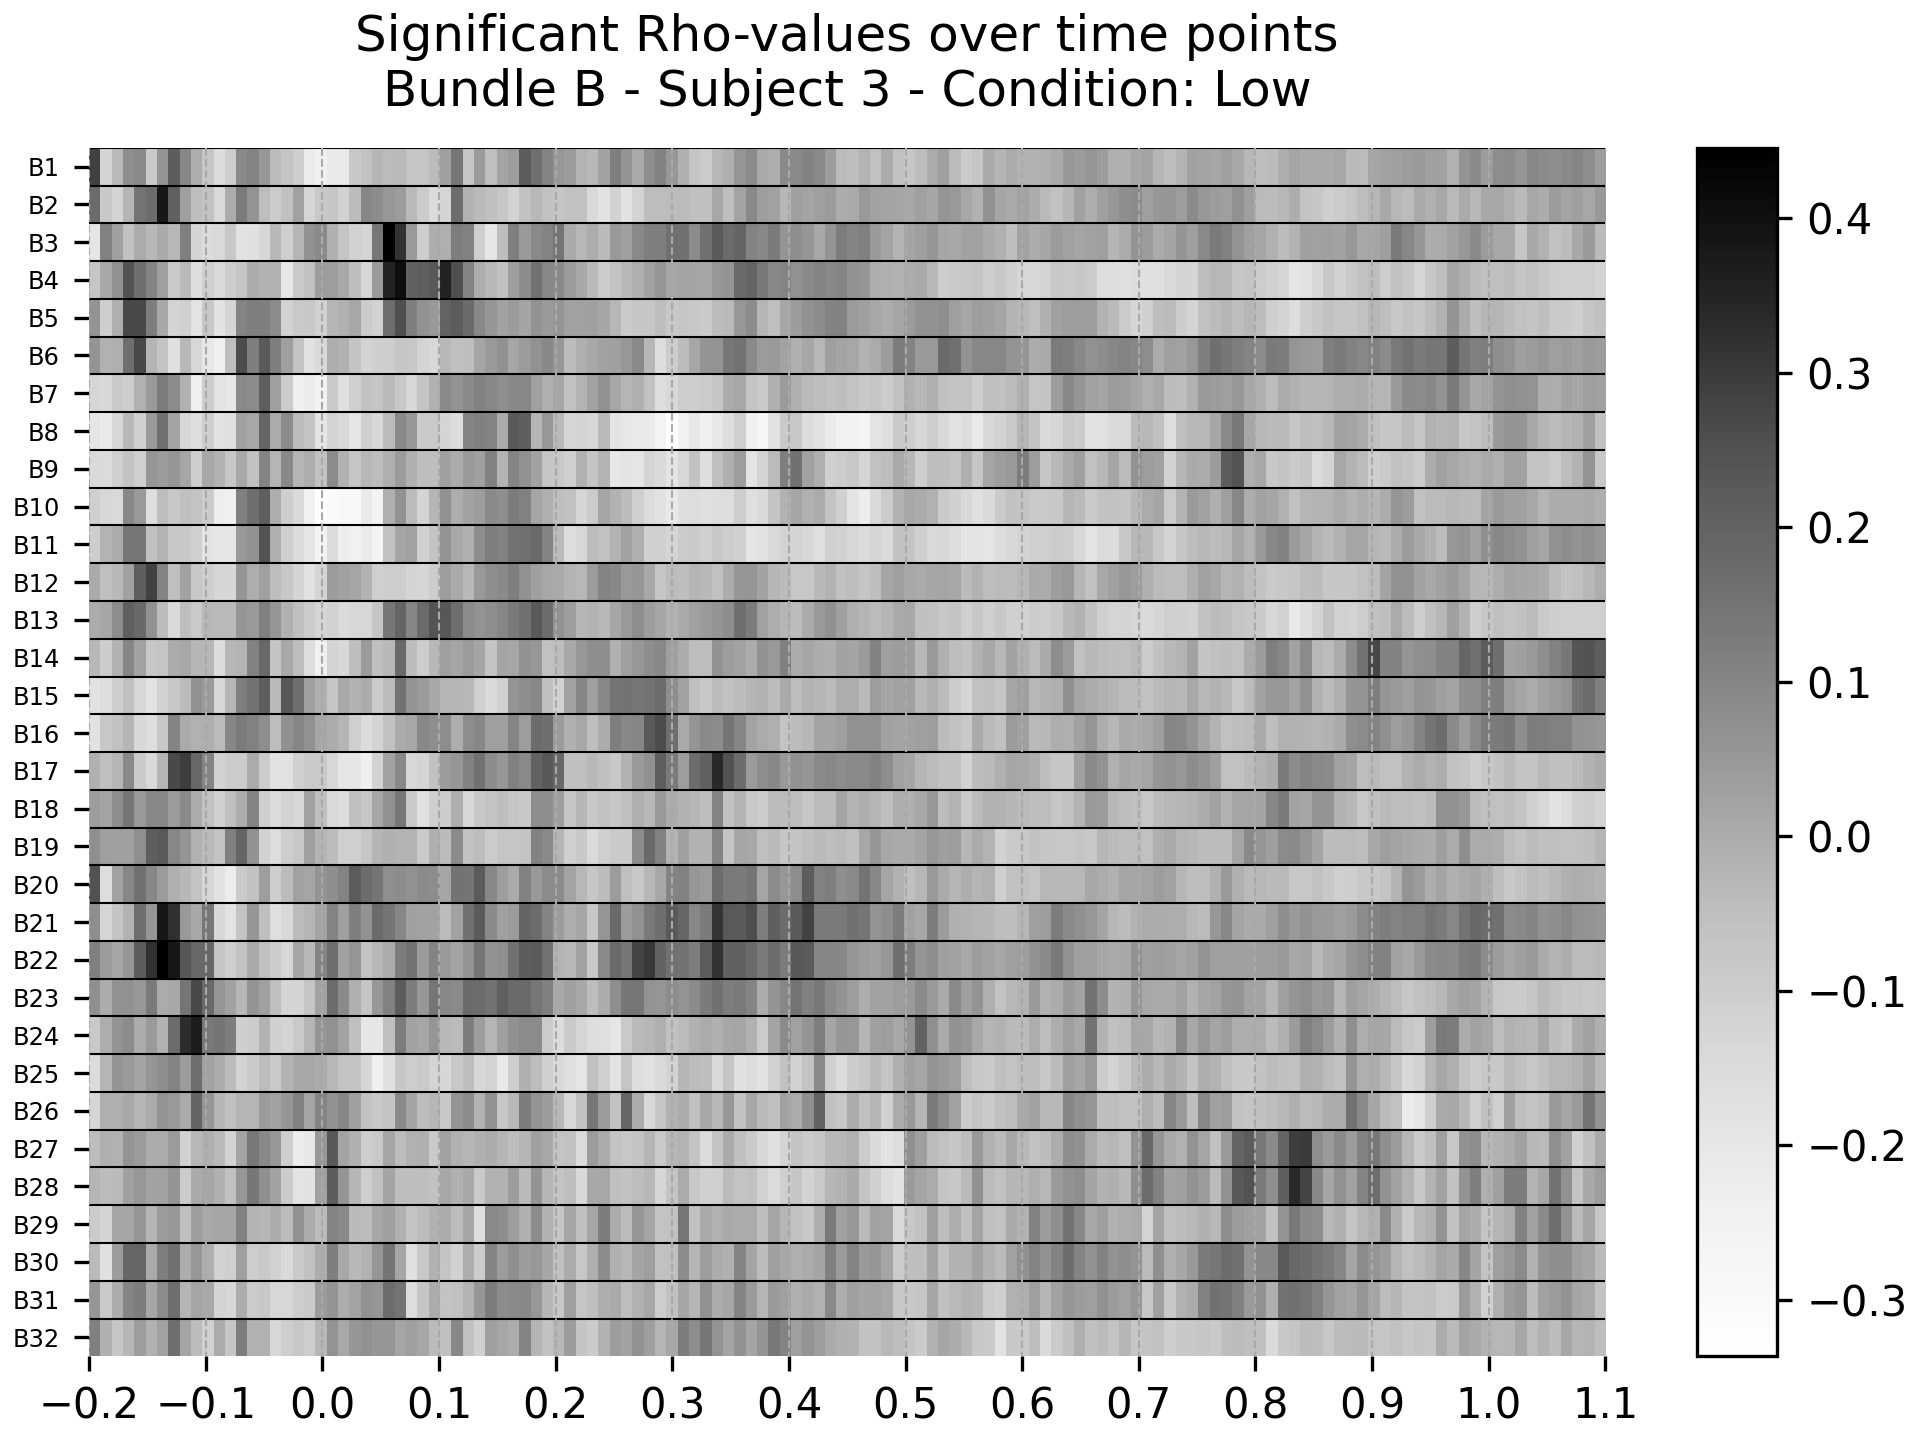 Significant Rho-values over time points
Bundle B - Subject 3 - Condition: Low
B1
B2
B3
B4
B5
B6
B7
B8
B9
B10
B11
B12
B13
B14
B15
B16
B17
B18
B19
B20
B21
B22
B23
B24
B25
B26
B27
B28
B29
B30
B31
B32
−0.2 −0.1 0.0 0.1 0.2 0.3 0.4 0.5 0.6 0.7 0.8 0.9 1.0 1.1
0.4
0.3
0.2
0.1
0.0
−0.1
−0.2
−0.3